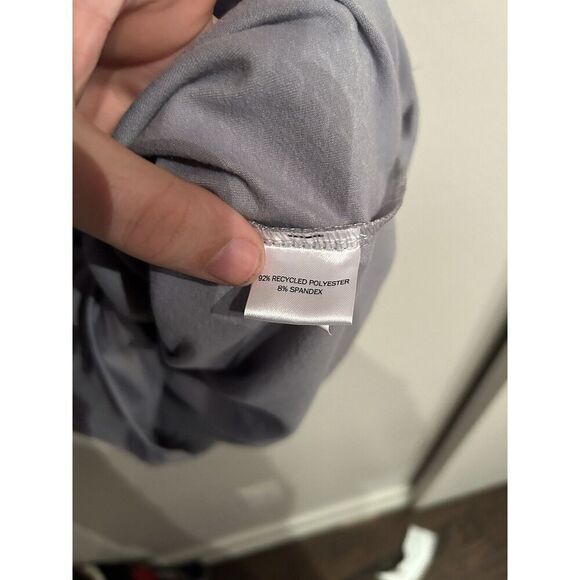 92% RECYCLED POLYESTER
8% SPANDEX